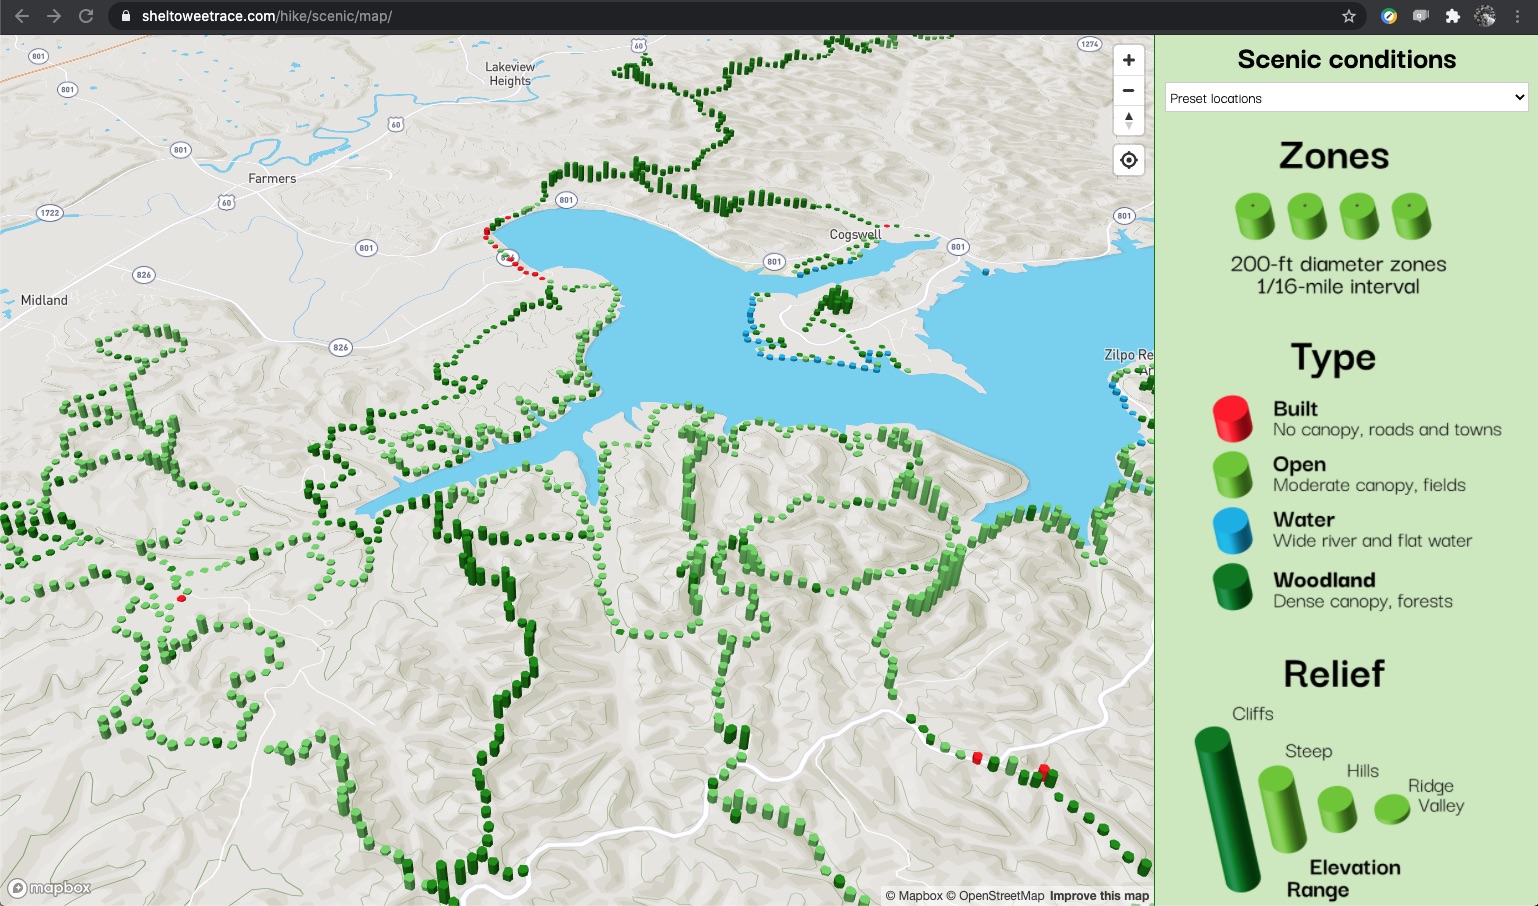 sheltoweetrace.com/hike/scenic/map/
801
60
1274
Lakeview
Heights
801
60
801
Farmers
60
801
1722
801
Cogswell
801
801
826
801
826
Midland
826
Zilpo Re
Ar
mapbox
© Mapbox © OpenStreetMap Improve this map
Scenic conditions
Preset locations
Zones
200-ft diameter zones
1/16-mile interval
Type
Built
No canopy, roads and towns
Open
Moderate canopy, fields
Water
Wide river and flat water
Woodland
Dense canopy, forests
Relief
Cliffs
Steep
Hills
Ridge
Valley
Elevation
Range